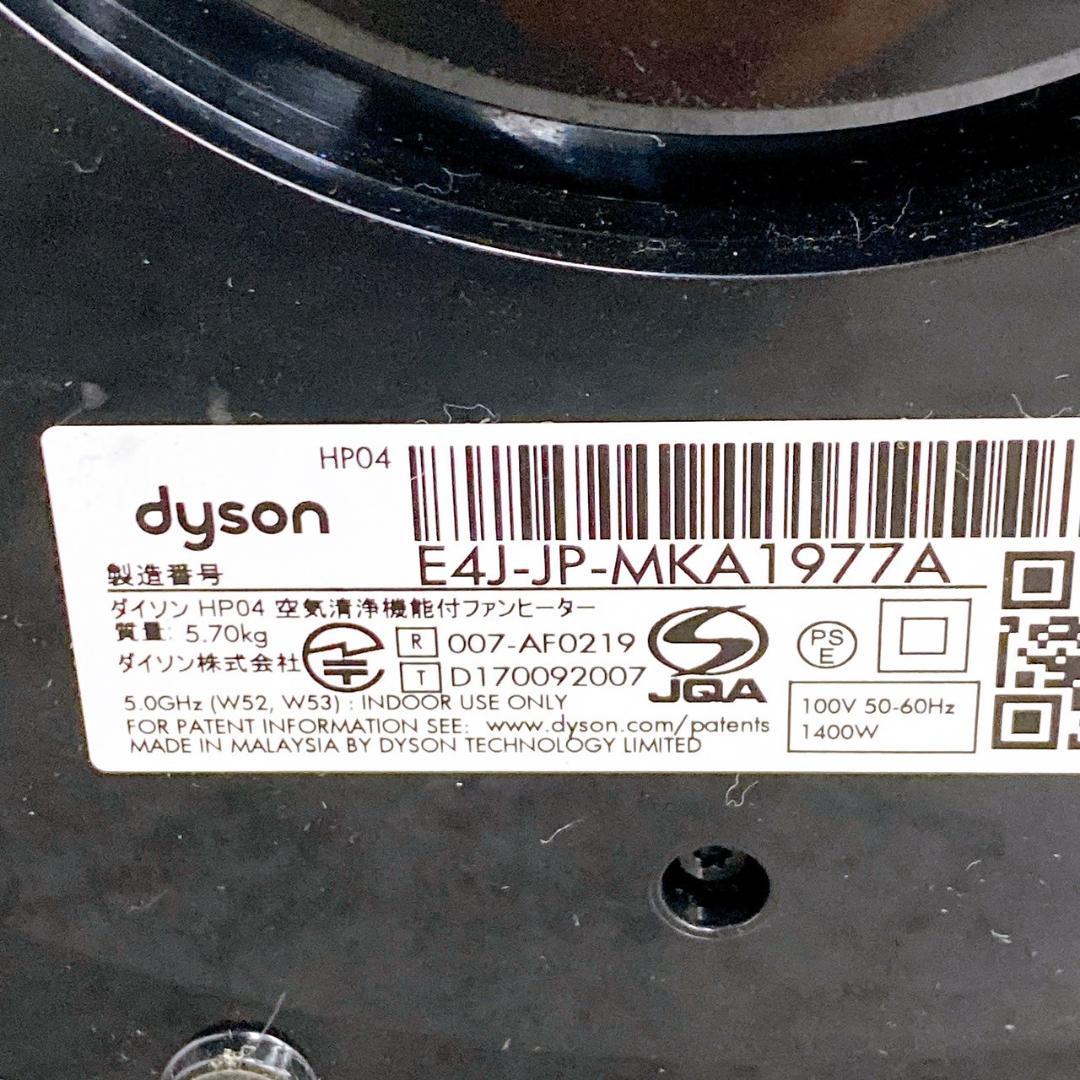 HP04
dyson
製造番号 E4J-JP-MKA1977A
ダイソン HP04 空気清浄機能付ファンヒーター
質量: 5.70kg
ダイソン株式会社
R 007-AF0219
T D170092007
JQA
PS
E
5.0GHz (W52, W53) : INDOOR USE ONLY
FOR PATENT INFORMATION SEE: www.dyson.com/patents
MADE IN MALAYSIA BY DYSON TECHNOLOGY LIMITED
100V 50-60Hz
1400W